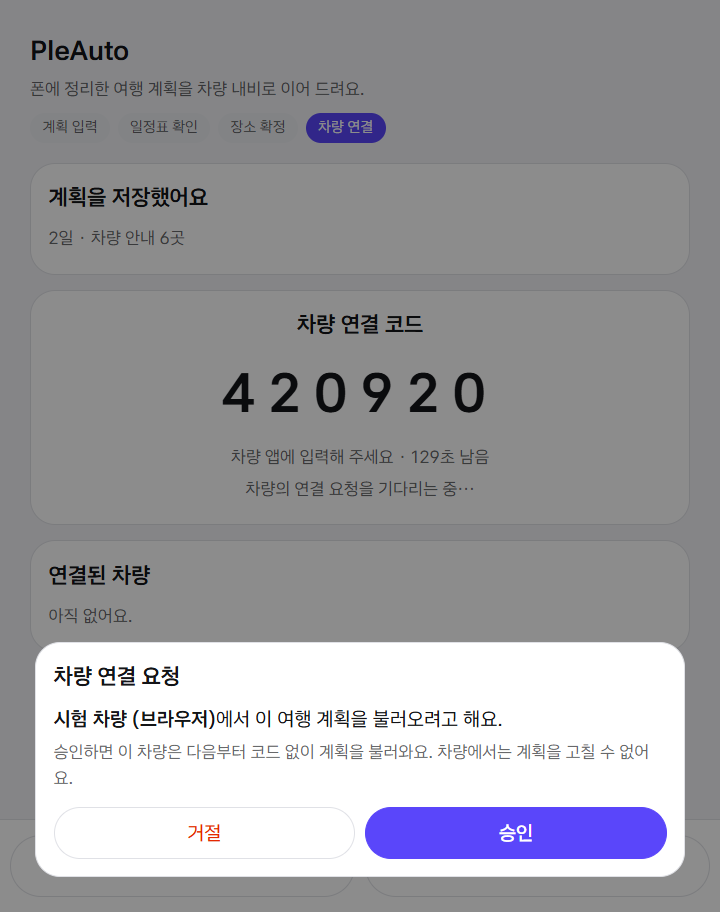 PleAuto
폰에 정리한 여행 계획을 차량 내비로 이어 드려요.
계획 입력 일정표 확인 장소 확정 차량 연결
계획을 저장했어요
2일 · 차량 안내 6곳
차량 연결 코드
420920
차량 앱에 입력해 주세요 · 129초 남음
차량의 연결 요청을 기다리는 중…
연결된 차량
아직 없어요.
차량 연결 요청
시험 차량 (브라우저)에서 이 여행 계획을 불러오려고 해요.
승인하면 이 차량은 다음부터 코드 없이 계획을 불러와요. 차량에서는 계획을 고칠 수 없어
요.
거절 승인